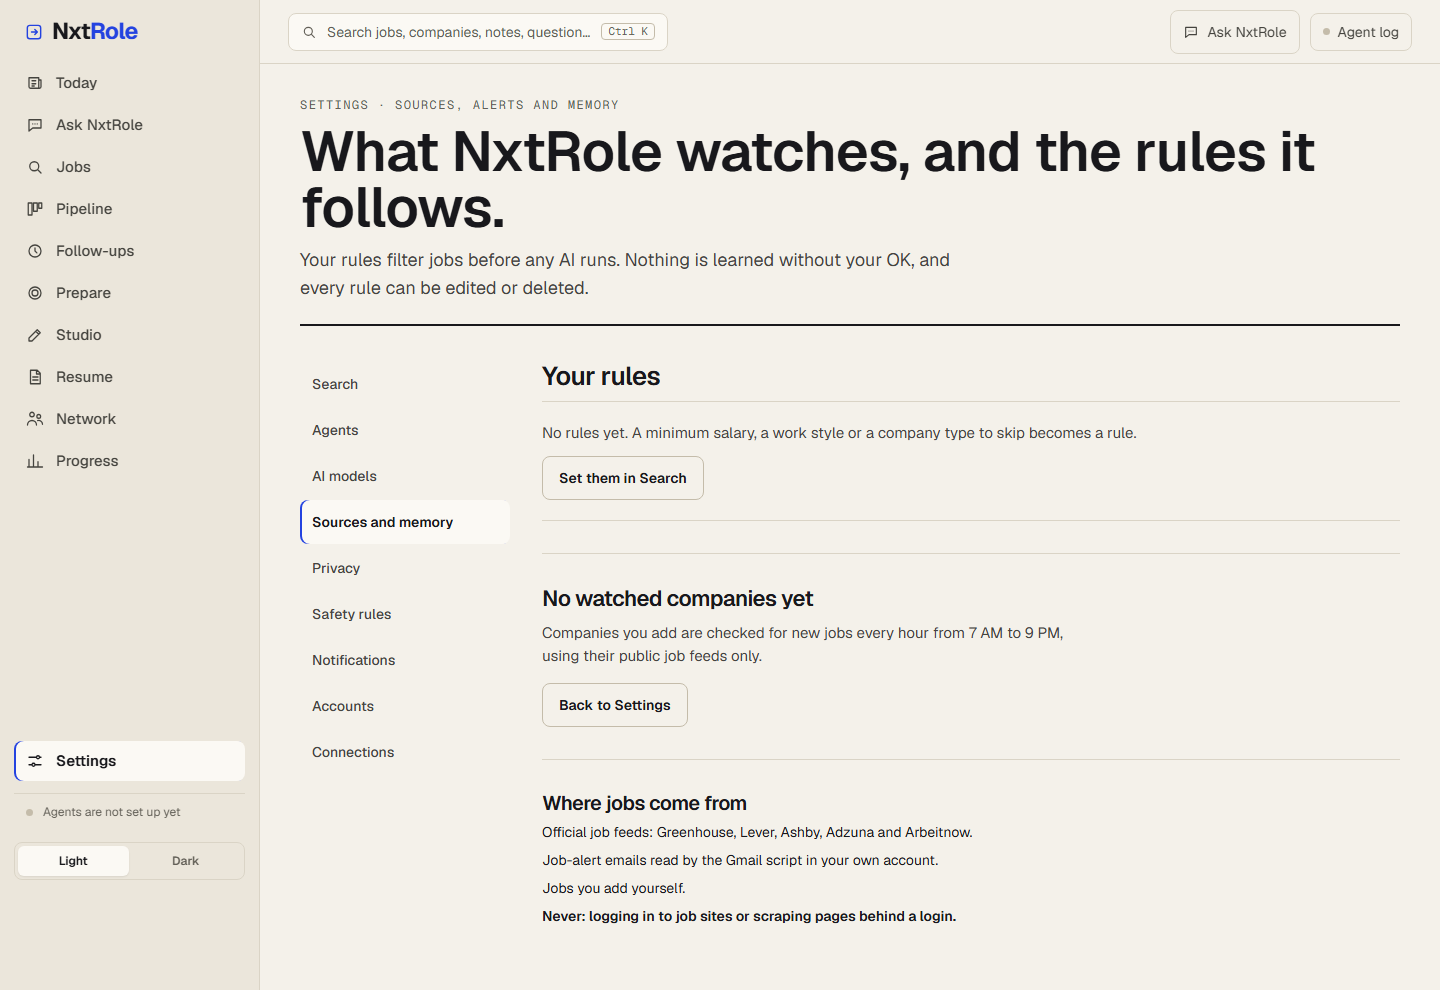 NxtRole
Today
Ask NxtRole
Jobs
Pipeline
Follow-ups
Prepare
Studio
Resume
Network
Progress
Settings
Agents are not set up yet
Light
Dark
Search jobs, companies, notes, question...
Ctrl K
Ask NxtRole
Agent log
SETTINGS · SOURCES, ALERTS AND MEMORY
What NxtRole watches, and the rules it
follows.
Your rules filter jobs before any AI runs. Nothing is learned without your OK, and
every rule can be edited or deleted.
Search
Agents
AI models
Sources and memory
Privacy
Safety rules
Notifications
Accounts
Connections
Your rules
No rules yet. A minimum salary, a work style or a company type to skip becomes a rule.
Set them in Search
No watched companies yet
Companies you add are checked for new jobs every hour from 7 AM to 9 PM,
using their public job feeds only.
Back to Settings
Where jobs come from
Official job feeds: Greenhouse, Lever, Ashby, Adzuna and Arbeitnow.
Job-alert emails read by the Gmail script in your own account.
Jobs you add yourself.
Never: logging in to job sites or scraping pages behind a login.